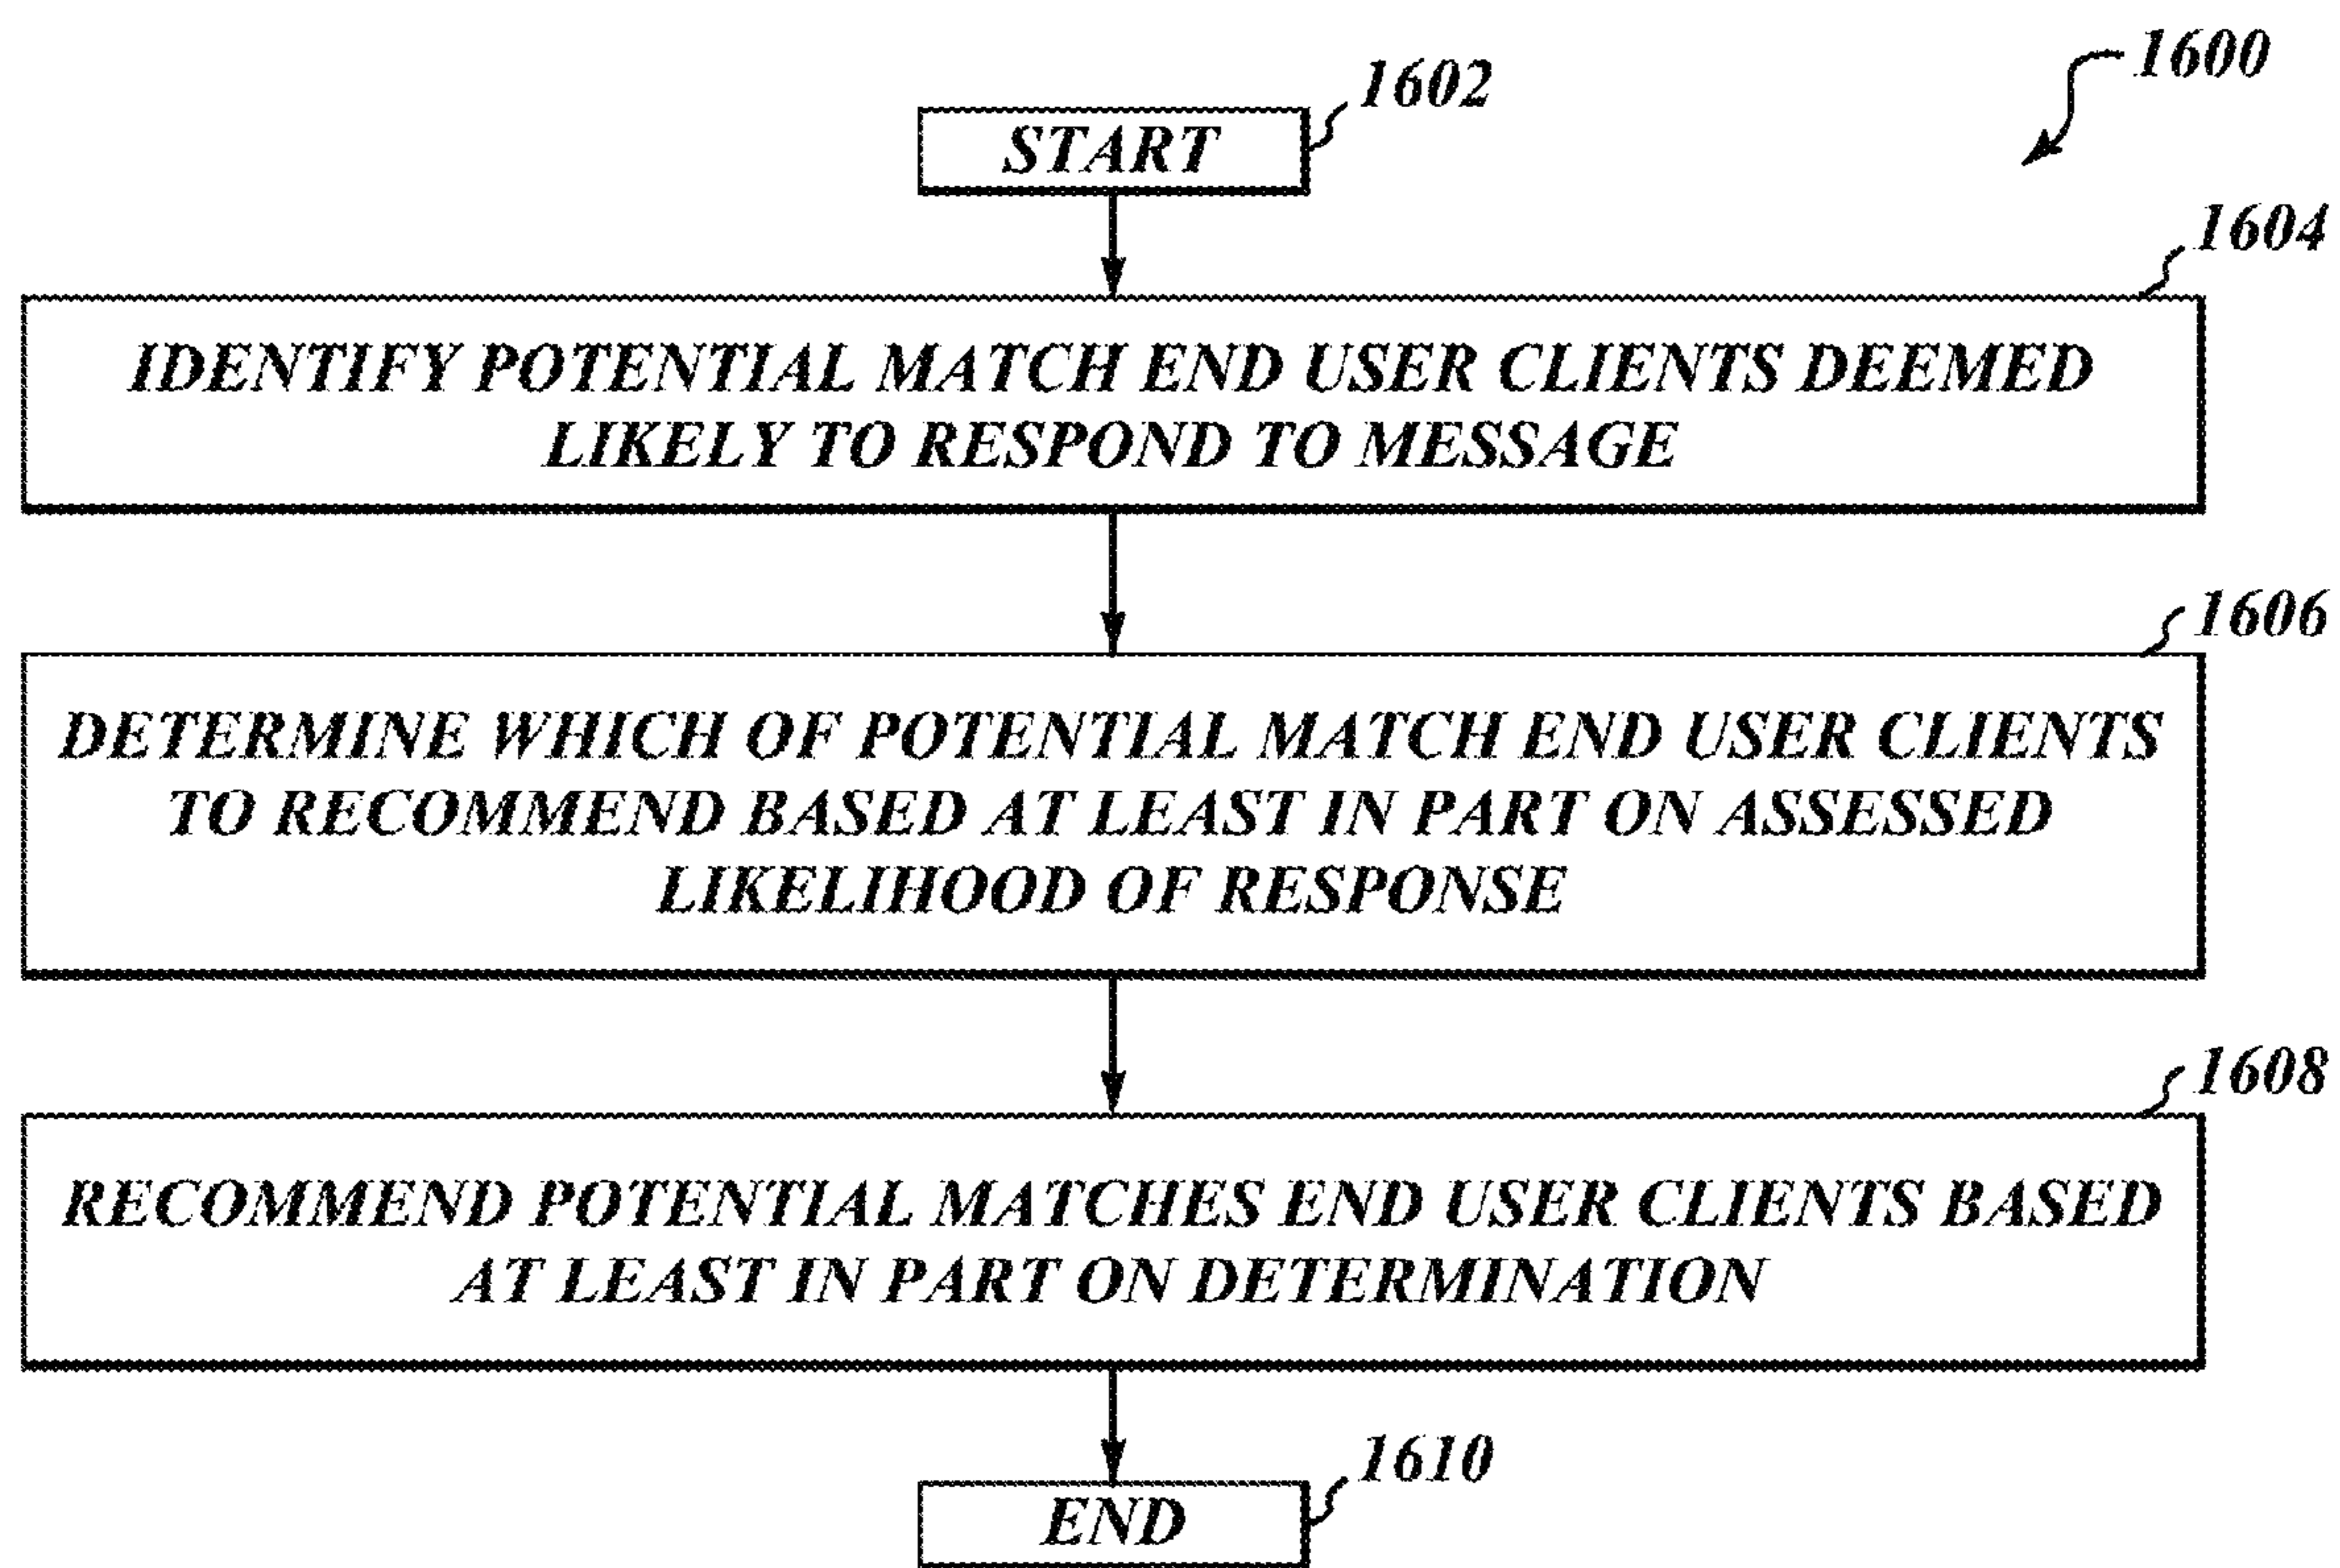 1600
1602
START
1604
IDENTIFY POTENTIAL MATCH END USER CLIENTS DEEMED
LIKELY TO RESPOND TO MESSAGE
1606
DETERMINE WHICH OF POTENTIAL MATCH END USER CLIENTS
TO RECOMMEND BASED AT LEAST IN PART ON ASSESSED
LIKELIHOOD OF RESPONSE
1608
RECOMMEND POTENTIAL MATCHES END USER CLIENTS BASED
AT LEAST IN PART ON DETERMINATION
1610
END